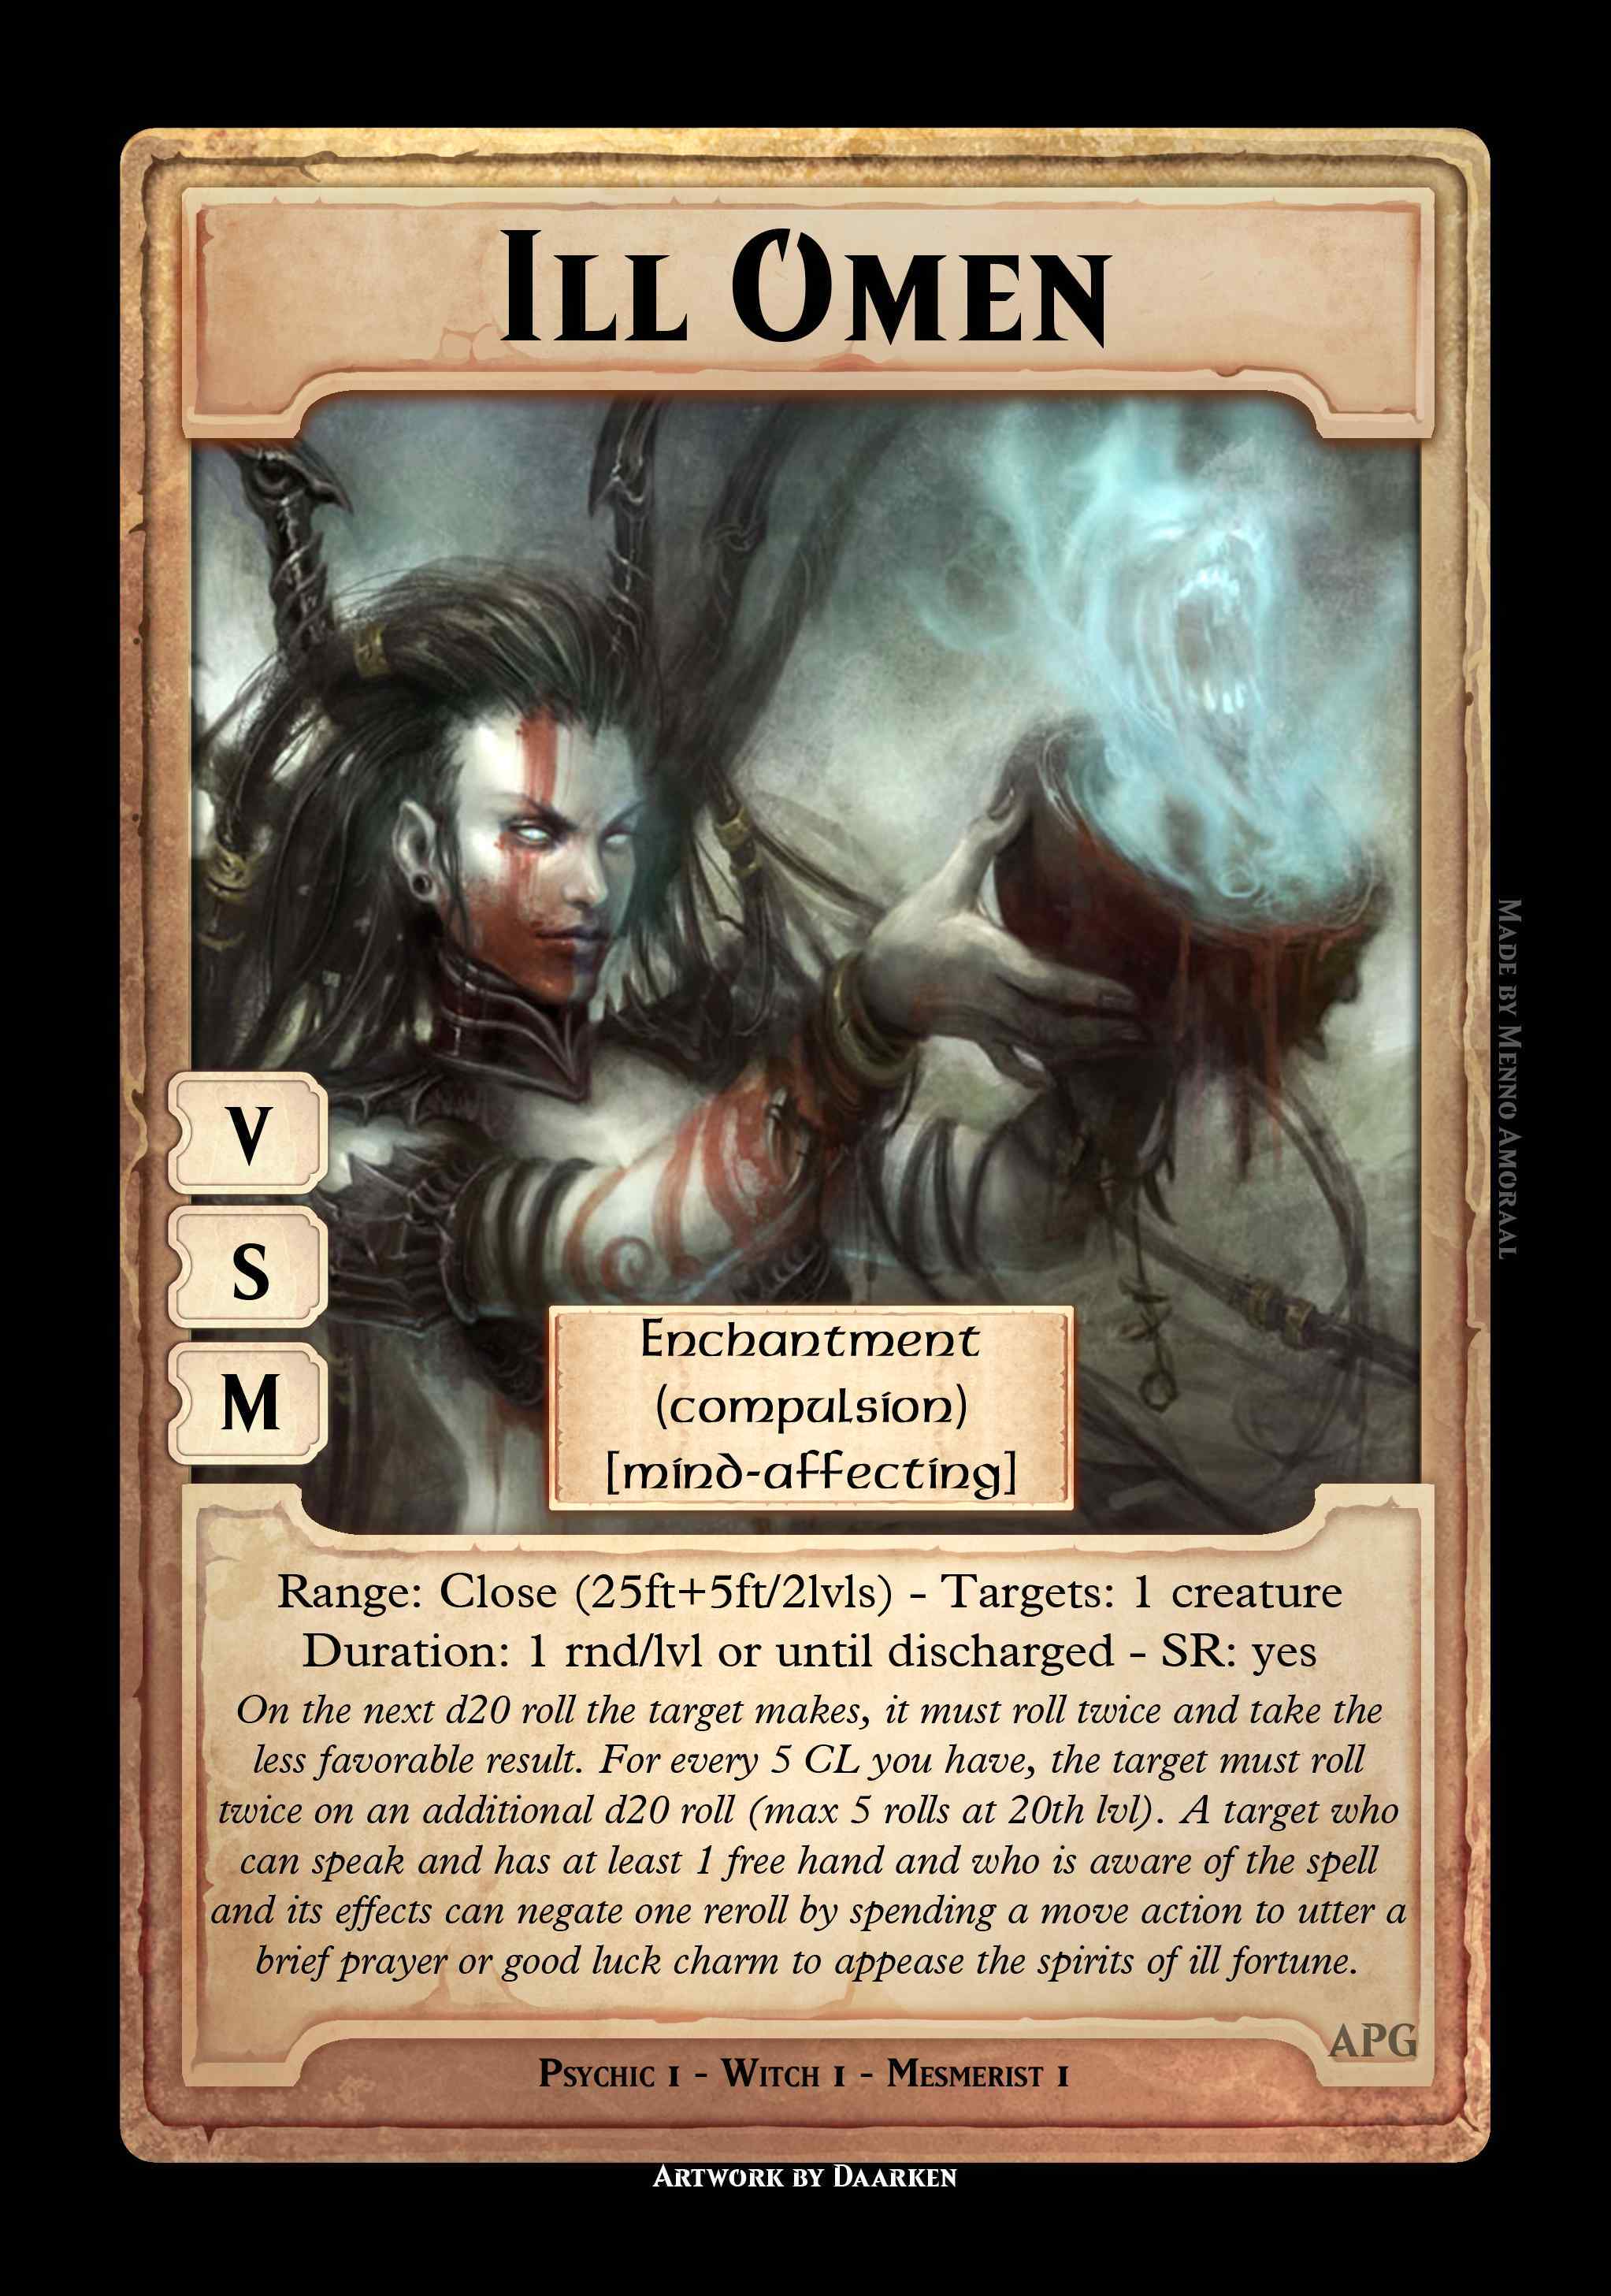 Ill Omen
V
S
M
Enchantment
(compulsion)
[mind-affecting]
Range: Close (25ft+5ft/2lvls) - Targets: 1 creature
Duration: 1 rnd/lvl or until discharged - SR: yes
On the next d20 roll the target makes, it must roll twice and take the
less favorable result. For every 5 CL you have, the target must roll
twice on an additional d20 roll (max 5 rolls at 20th lvl). A target who
can speak and has at least 1 free hand and who is aware of the spell
and its effects can negate one reroll by spending a move action to utter a
brief prayer or good luck charm to appease the spirits of ill fortune.
APG
Psychic 1 - Witch 1 - Mesmerist 1
Artwork by Daarken
Made by Menno Amoraal